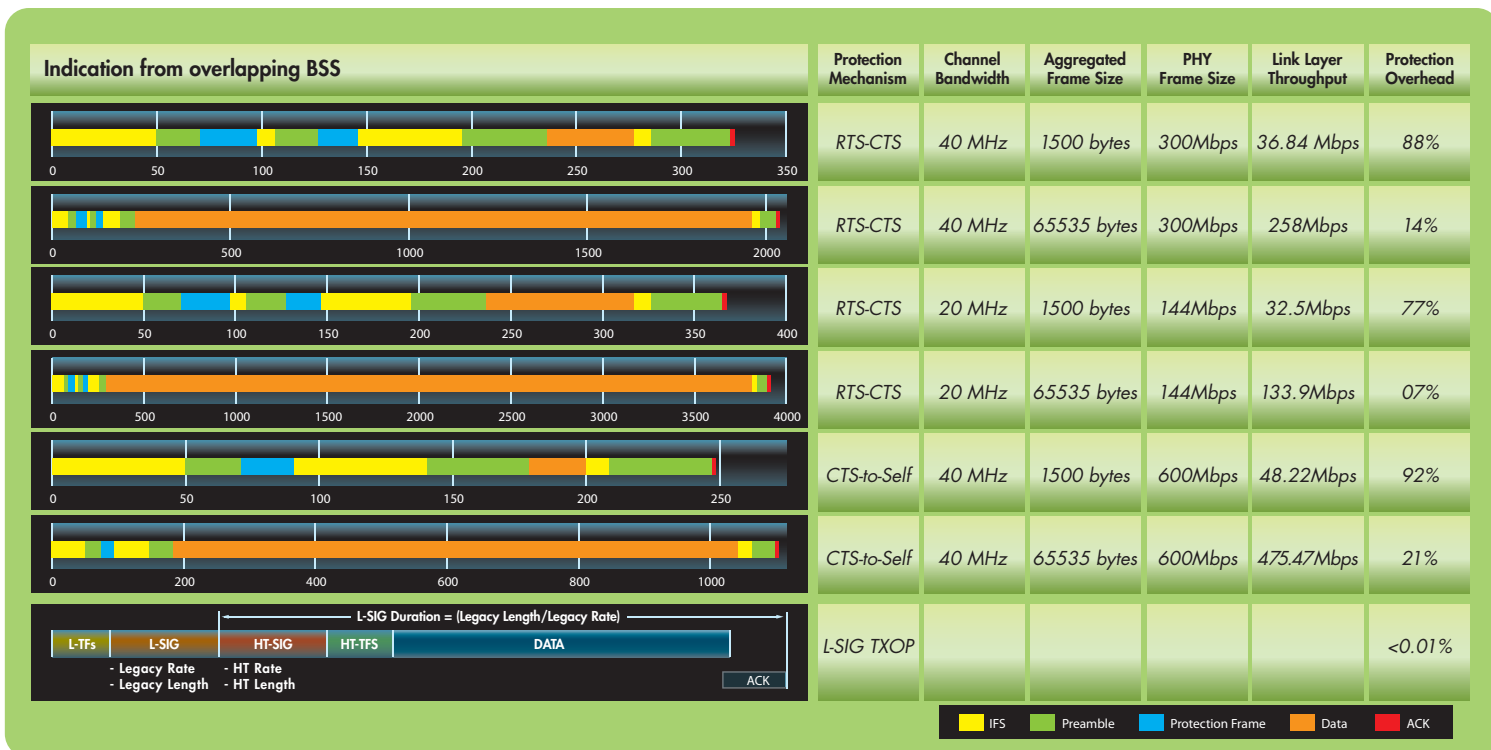 Indication from overlapping BSS
Protection Mechanism
Channel Bandwidth
Aggregated Frame Size
PHY Frame Size
Link Layer Throughput
Protection Overhead
0 50 100 150 200 250 300 350
RTS-CTS 40 MHz 1500 bytes 300Mbps 36.84 Mbps 88%
0 500 1000 1500 2000
RTS-CTS 40 MHz 65535 bytes 300Mbps 258Mbps 14%
0 50 100 150 200 250 300 350 400
RTS-CTS 20 MHz 1500 bytes 144Mbps 32.5Mbps 77%
0 500 1000 1500 2000 2500 3000 3500 4000
RTS-CTS 20 MHz 65535 bytes 144Mbps 133.9Mbps 07%
0 50 100 150 200 250
CTS-to-Self 40 MHz 1500 bytes 600Mbps 48.22Mbps 92%
0 200 400 600 800 1000
CTS-to-Self 40 MHz 65535 bytes 600Mbps 475.47Mbps 21%
L-SIG Duration = (Legacy Length/Legacy Rate)
L-TFs L-SIG HT-SIG HT-TFS DATA
- Legacy Rate - HT Rate
- Legacy Length - HT Length
ACK
L-SIG TXOP <0.01%
IFS Preamble Protection Frame Data ACK